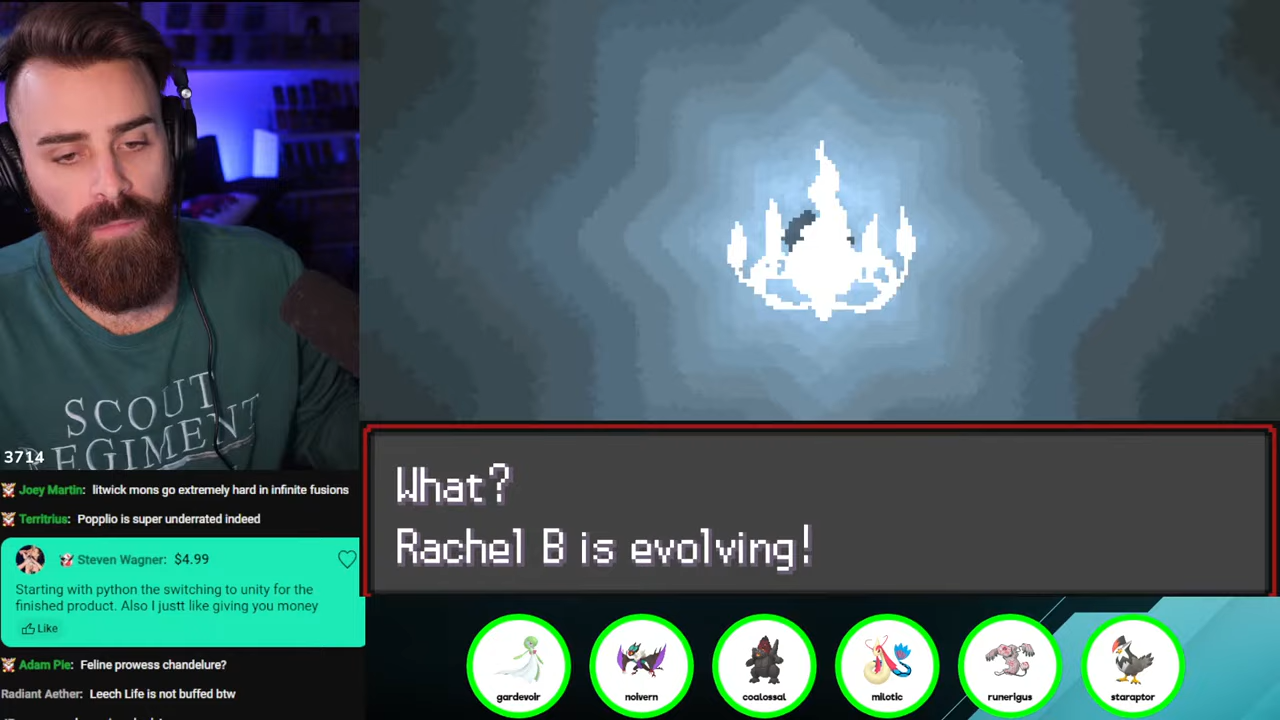 SCOUT
REGIMENT
3714
Joey Martin: litwick mons go extremely hard in infinite fusions
Territrius: Popplio is super underrated indeed
Steven Wagner: $4.99
Starting with python the switching to unity for the
finished product. Also I justt like giving you money
Like
Adam Pie: Feline prowess chandelure?
Radiant Aether: Leech Life is not buffed btw
What?
Rachel B is evolving!
gardevoir
noivern
coalossal
milotic
runerigus
staraptor